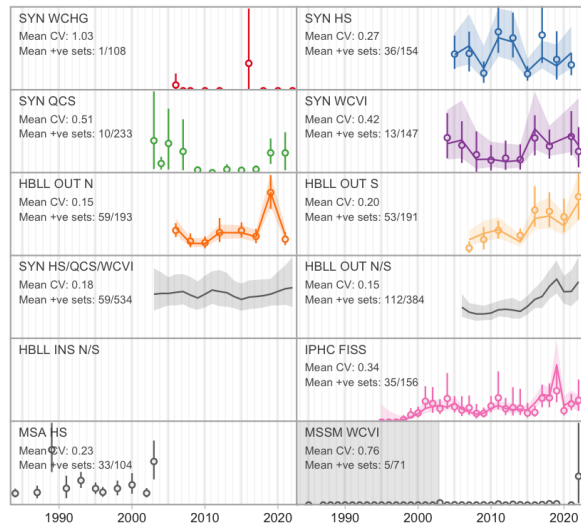 SYN WCHG
Mean CV: 1.03
Mean +ve sets: 1/108
SYN HS
Mean CV: 0.27
Mean +ve sets: 36/154
SYN QCS
Mean CV: 0.51
Mean +ve sets: 10/233
SYN WCVI
Mean CV: 0.42
Mean +ve sets: 13/147
HBLL OUT N
Mean CV: 0.15
Mean +ve sets: 59/193
HBLL OUT S
Mean CV: 0.20
Mean +ve sets: 53/191
SYN HS/QCS/WCVI
Mean CV: 0.18
Mean +ve sets: 59/534
HBLL OUT N/S
Mean CV: 0.15
Mean +ve sets: 112/384
HBLL INS N/S
IPHC FISS
Mean CV: 0.34
Mean +ve sets: 35/156
MSA HS
Mean CV: 0.23
Mean +ve sets: 33/104
MSSM WCVI
Mean CV: 0.76
Mean +ve sets: 5/71
1990 2000 2010 2020 1990 2000 2010 2020